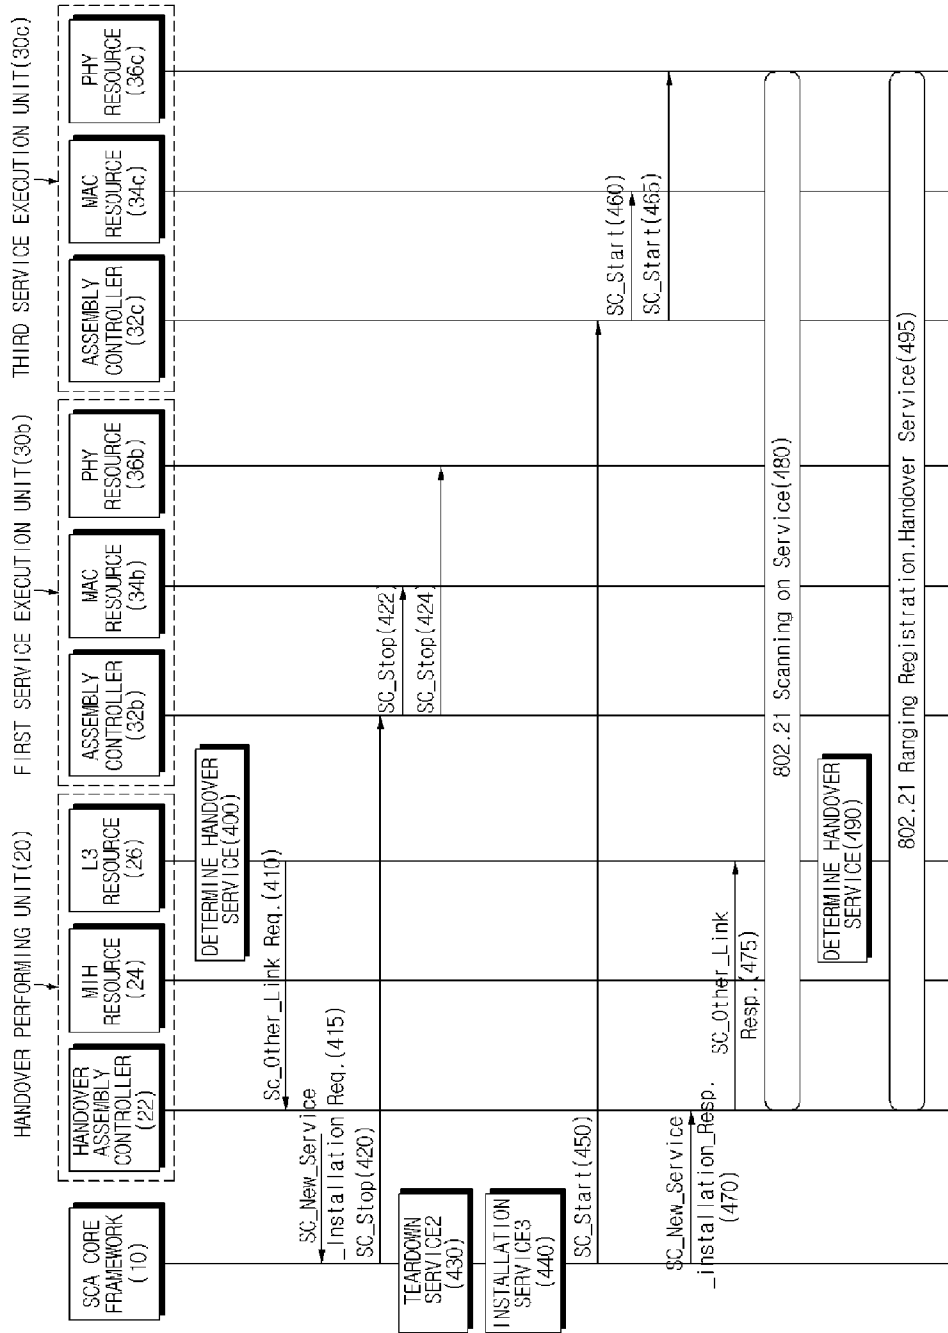 HANDOVER PERFORMING UNIT(20)
FIRST SERVICE EXECUTION UNIT(30b)
THIRD SERVICE EXECUTION UNIT(30c)
SCA CORE
FRAMEWORK
(10)
HANDOVER
ASSEMBLY
CONTROLLER
(22)
MIH
RESOURCE
(24)
L3
RESOURCE
(26)
ASSEMBLY
CONTROLLER
(32b)
MAC
RESOURCE
(34b)
PHY
RESOURCE
(36b)
ASSEMBLY
CONTROLLER
(32c)
MAC
RESOURCE
(34c)
PHY
RESOURCE
(36c)
DETERMINE HANDOVER
SERVICE(400)
Sc_Other_Link Req.(410)
SC_New_Service
_Installation Req.(415)
SC_Stop(420)
SC_Stop(422)
SC_Stop(424)
TEARDOWN
SERVICE2
(430)
INSTALLATION
SERVICE3
(440)
SC_Start(450)
SC_Start(460)
SC_Start(465)
SC_New_Service
_installation_Resp.
(470)
SC_Other_Link
Resp.(475)
802.21 Scanning on Service(480)
DETERMINE HANDOVER
SERVICE(490)
802.21 Ranging Registration.Handover Service(495)